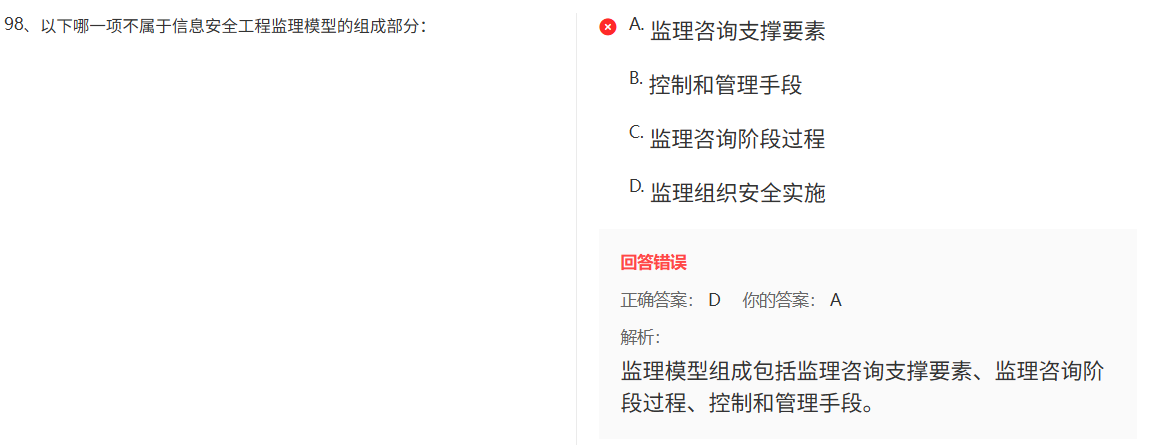 98、以下哪一项不属于信息安全工程监理模型的组成部分：
A. 监理咨询支撑要素
B. 控制和管理手段
C. 监理咨询阶段过程
D. 监理组织安全实施
回答错误
正确答案： D 你的答案： A
解析：
监理模型组成包括监理咨询支撑要素、监理咨询阶
段过程、控制和管理手段。